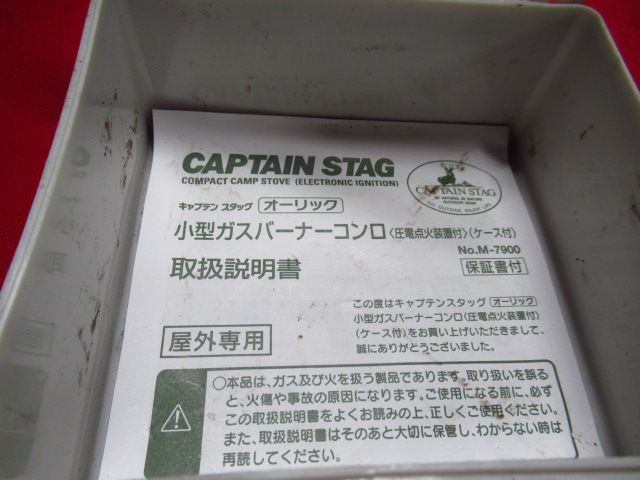 CAPTAIN STAG
COMPACT CAMP STOVE (ELECTRONIC IGNITION)
CAPTAIN STAG
キャプテン スタッグ オーリック
小型ガスバーナーコンロ〈圧電点火装置付〉〈ケース付〉
No.M-7900
取扱説明書
保証書付
この度はキャプテンスタッグ オーリック
小型ガスバーナーコンロ〈圧電点火装置付〉
〈ケース付〉をお買い上げいただきまして、
誠にありがとうございました。
屋外専用
○本品は、ガス及び火を扱う製品であります。取り扱いを誤る
と、火傷や事故の原因になります。ご使用になる前に、必ず
この取扱説明書をよくお読みの上、正しくご使用ください。
また、取扱説明書はそのあと大切に保管し、わからない時は
再読してください。